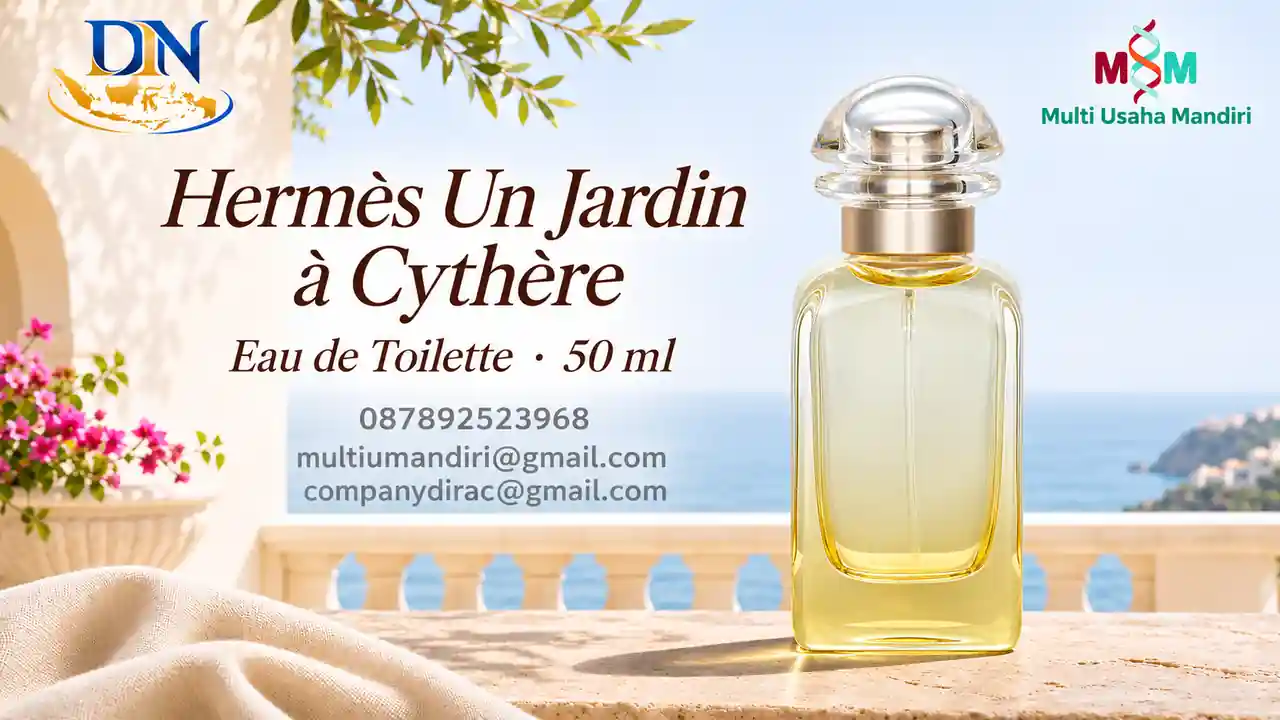 DIN
MSM
Multi Usaha Mandiri
Hermès Un Jardin
à Cythère
Eau de Toilette · 50 ml
087892523968
multiumandiri@gmail.com
companydirac@gmail.com